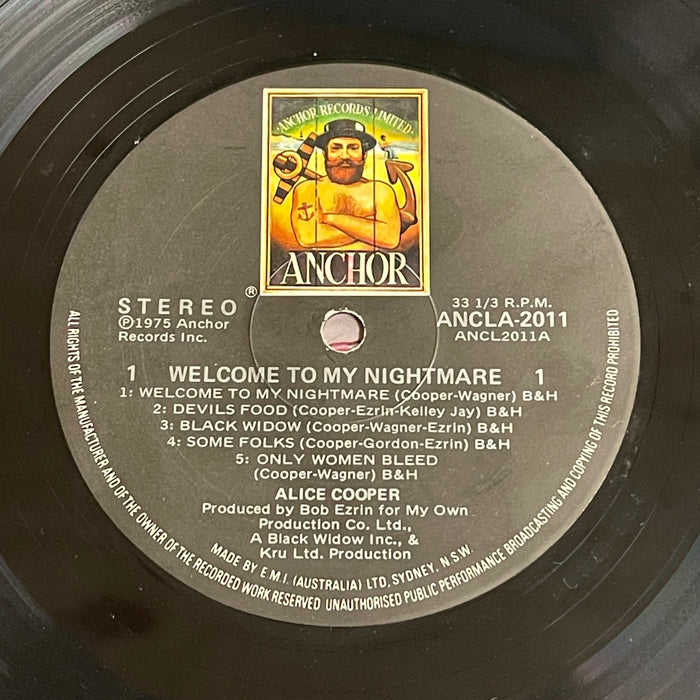 ANCHOR RECORDS LIMITED
ANCHOR
®
STEREO
Ⓟ1975 Anchor
Records Inc.
33 1/3 R.P.M.
ANCLA-2011
ANCL2011A
1 WELCOME TO MY NIGHTMARE 1
1: WELCOME TO MY NIGHTMARE (Cooper-Wagner) B&H
2: DEVILS FOOD (Cooper-Ezrin-Kelley Jay) B&H
3: BLACK WIDOW (Cooper-Wagner-Ezrin) B&H
4: SOME FOLKS (Cooper-Gordon-Ezrin) B&H
5: ONLY WOMEN BLEED
(Cooper-Wagner) B&H
ALICE COOPER
Produced by Bob Ezrin for My Own
Production Co. Ltd.,
A Black Widow Inc., &
Kru Ltd. Production
MADE BY E.M.I. (AUSTRALIA) LTD. SYDNEY, N.S.W.
ALL RIGHTS OF THE MANUFACTURER AND OF THE OWNER OF THE RECORDED WORK RESERVED UNAUTHORISED PUBLIC PERFORMANCE BROADCASTING AND COPYING OF THIS RECORD PROHIBITED